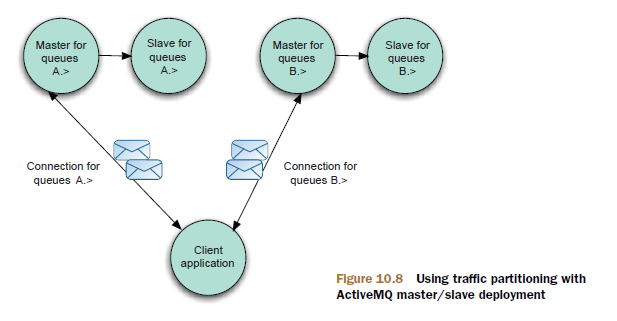 Master for
queues
A.>
Slave for
queues
A.>
Master for
queues
B.>
Slave for
queues
B.>
Connection for
queues A.>
Connection for
queues B.>
Client
application
Figure 10.8 Using traffic partitioning with
ActiveMQ master/slave deployment